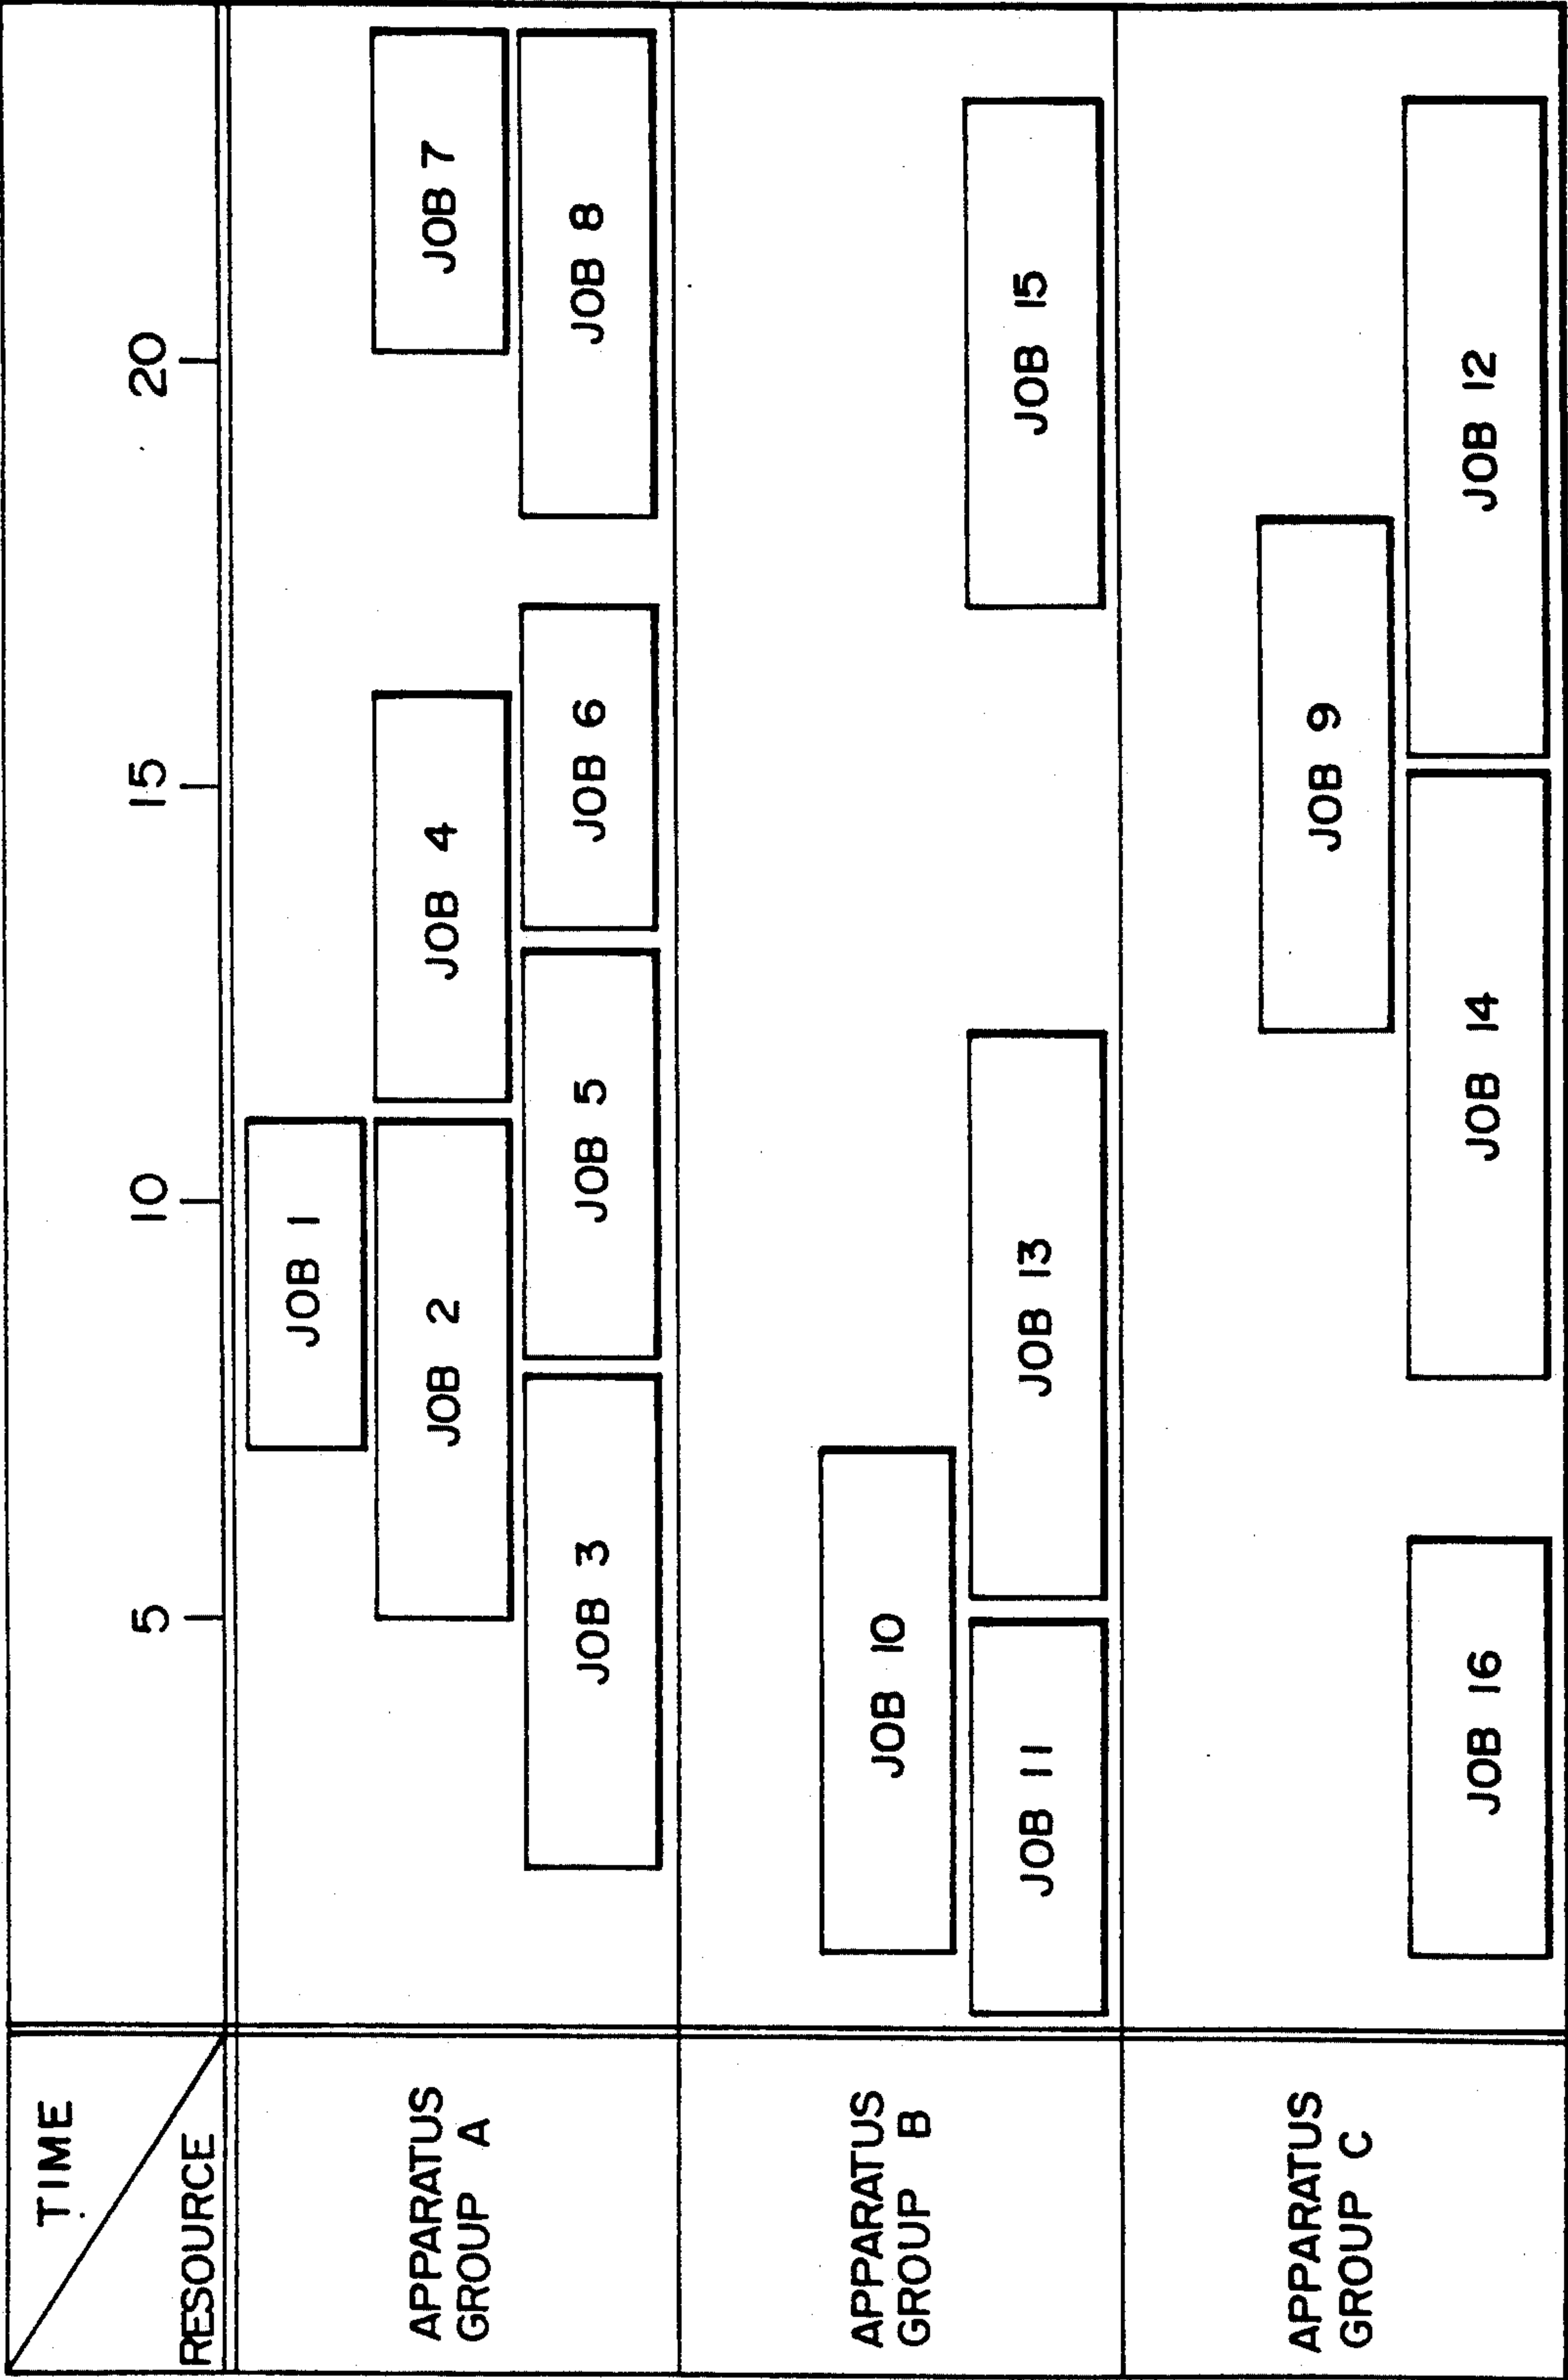 TIME
RESOURCE
5
10
15
20
APPARATUS
GROUP A
JOB 1
JOB 2
JOB 4
JOB 7
JOB 3
JOB 5
JOB 6
JOB 8
APPARATUS
GROUP B
JOB 10
JOB 11
JOB 13
JOB 15
APPARATUS
GROUP C
JOB 9
JOB 16
JOB 14
JOB 12